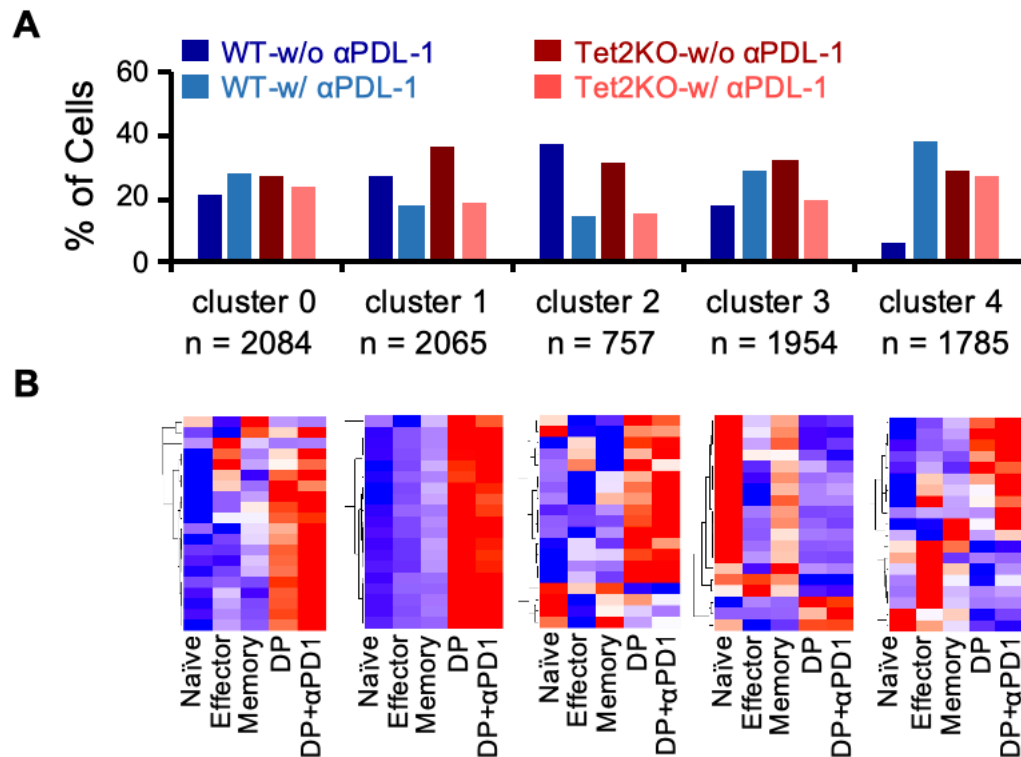 A
WT-w/o αPDL-1
Tet2KO-w/o αPDL-1
WT-w/ αPDL-1
Tet2KO-w/ αPDL-1
% of Cells
60
40
20
0
cluster 0
cluster 1
cluster 2
cluster 3
cluster 4
n = 2084
n = 2065
n = 757
n = 1954
n = 1785
B
Naïve
Effector
Memory
DP
DP+αPD1
Naïve
Effector
Memory
DP
DP+αPD1
Naïve
Effector
Memory
DP
DP+αPD1
Naïve
Effector
Memory
DP
DP+αPD1
Naïve
Effector
Memory
DP
DP+αPD1